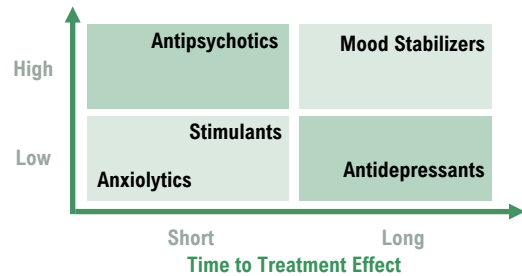 Antipsychotics
Mood Stabilizers
High
Stimulants
Low
Anxiolytics
Antidepressants
Short
Long
Time to Treatment Effect